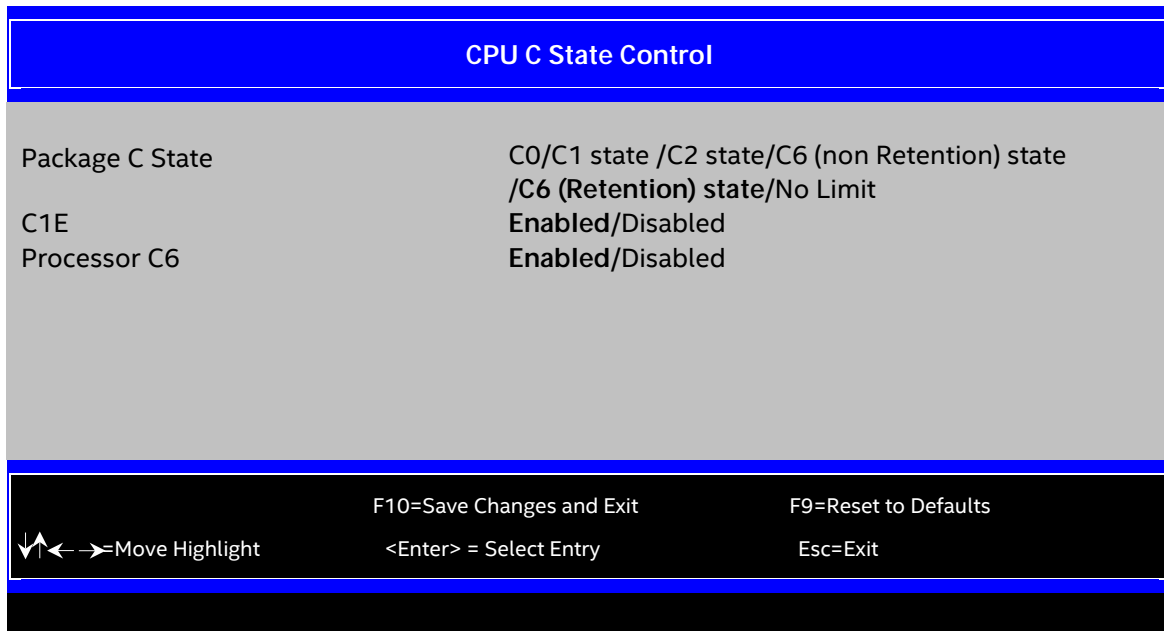 CPU C State Control
Package C State C0/C1 state /C2 state/C6 (non Retention) state
/C6 (Retention) state/No Limit
C1E Enabled/Disabled
Processor C6 Enabled/Disabled
F10=Save Changes and Exit F9=Reset to Defaults
=Move Highlight <Enter> = Select Entry Esc=Exit